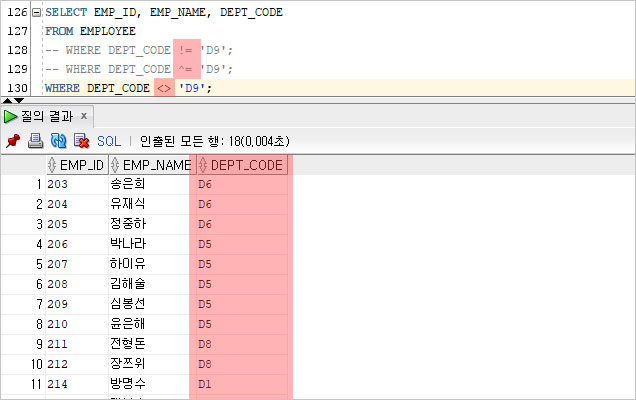 126 SELECT EMP_ID, EMP_NAME, DEPT_CODE
127 FROM EMPLOYEE
128 -- WHERE DEPT_CODE != 'D9';
129 -- WHERE DEPT_CODE ^= 'D9';
130 WHERE DEPT_CODE <> 'D9';
질의 결과 x
SQL | 인출된 모든 행: 18(0,004초)
EMP_ID EMP_NAME DEPT_CODE
1 203 송은희 D6
2 204 유재식 D6
3 205 정중하 D6
4 206 박나라 D5
5 207 하이유 D5
6 208 김해술 D5
7 209 심봉선 D5
8 210 윤은해 D5
9 211 전형돈 D8
10 212 장쯔위 D8
11 214 방명수 D1